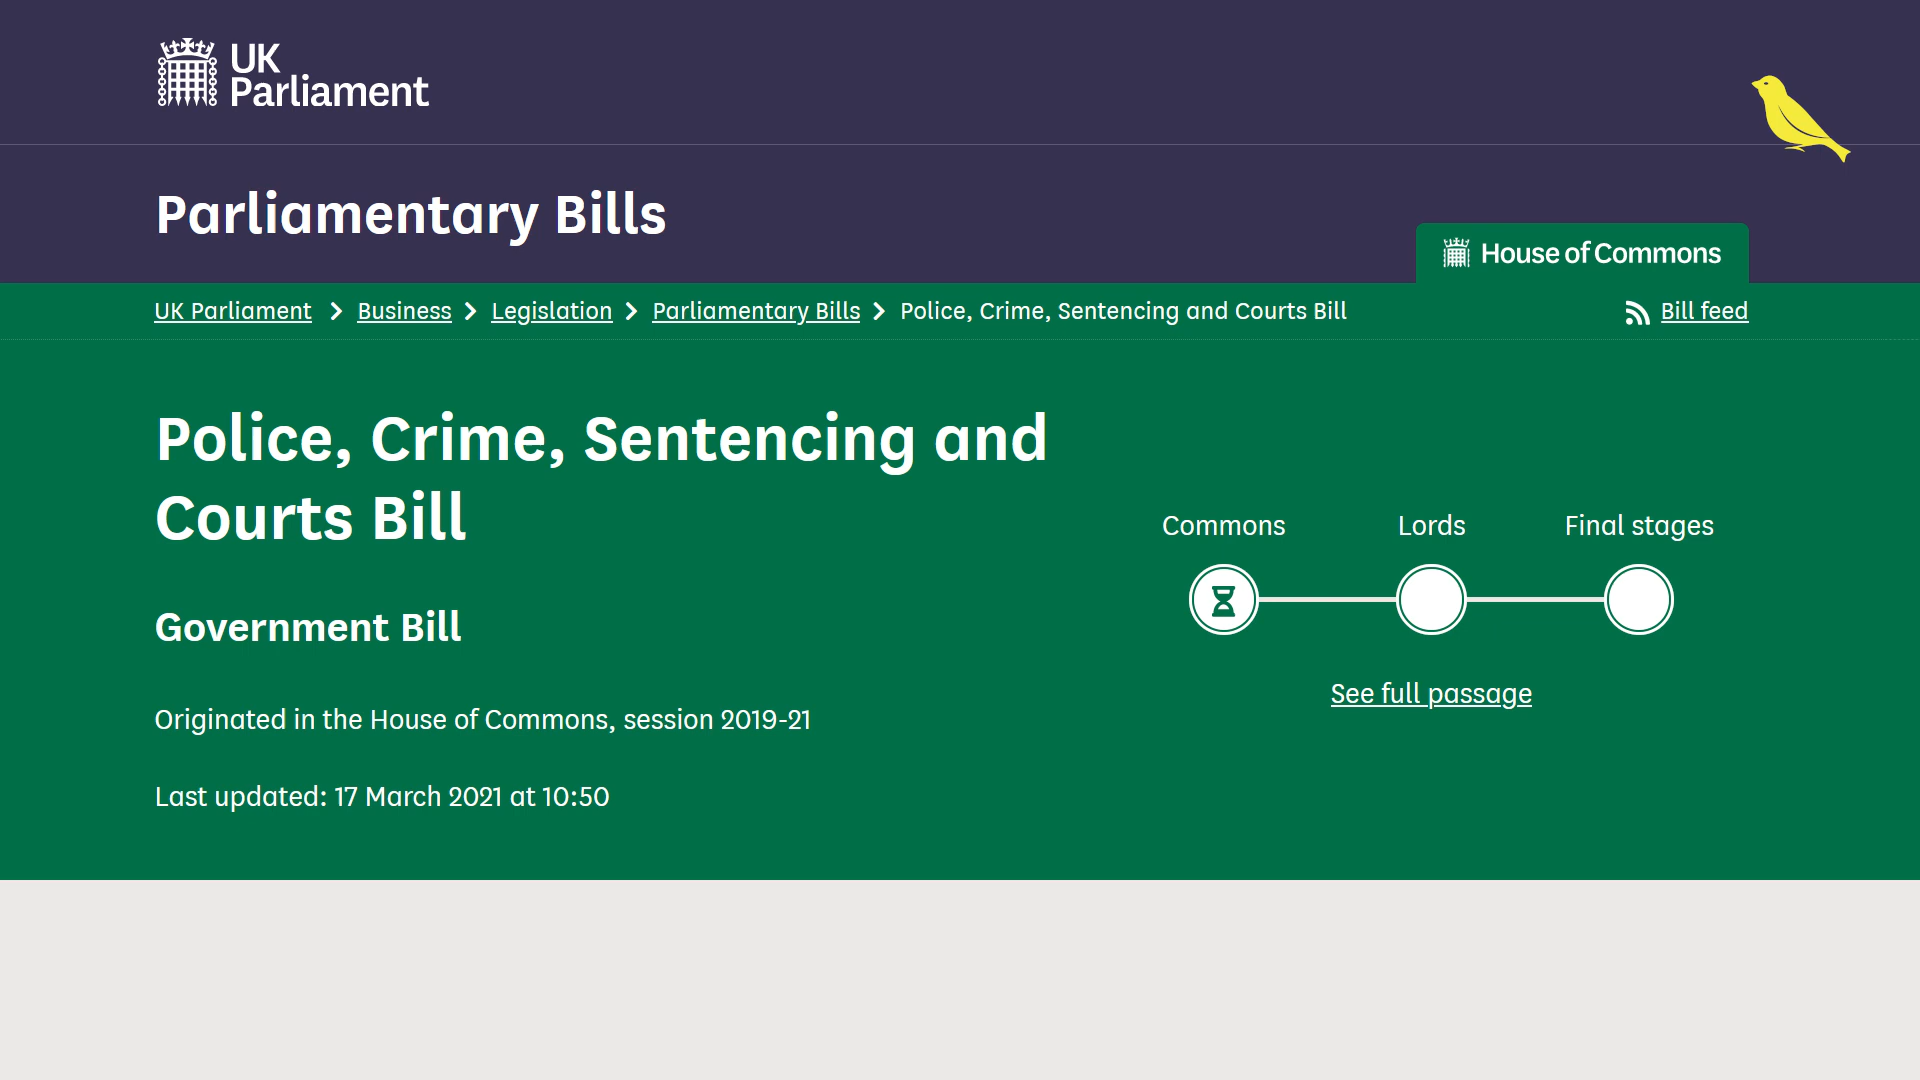 UK
Parliament
Parliamentary Bills
House of Commons
UK Parliament Business Legislation Parliamentary Bills Police, Crime, Sentencing and Courts Bill Bill feed
Police, Crime, Sentencing and
Courts Bill
Commons Lords Final stages
Government Bill
See full passage
Originated in the House of Commons, session 2019-21
Last updated: 17 March 2021 at 10:50